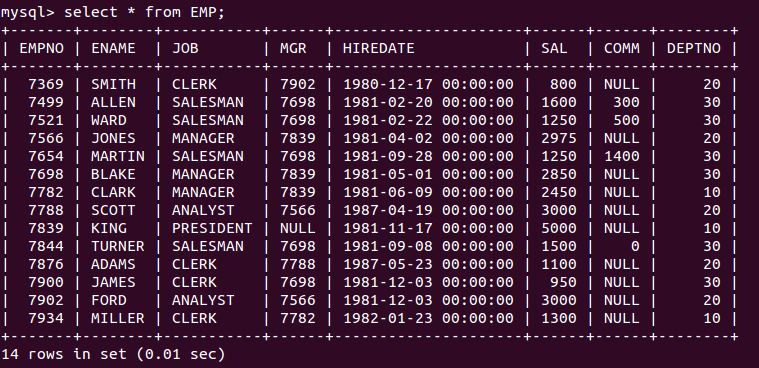 mysql> select * from EMP;
+-------+--------+-----------+------+---------------------+------+------+--------+
| EMPNO | ENAME  | JOB       | MGR  | HIREDATE            | SAL  | COMM | DEPTNO |
+-------+--------+-----------+------+---------------------+------+------+--------+
|  7369 | SMITH  | CLERK     | 7902 | 1980-12-17 00:00:00 |  800 | NULL |     20 |
|  7499 | ALLEN  | SALESMAN  | 7698 | 1981-02-20 00:00:00 | 1600 |  300 |     30 |
|  7521 | WARD   | SALESMAN  | 7698 | 1981-02-22 00:00:00 | 1250 |  500 |     30 |
|  7566 | JONES  | MANAGER   | 7839 | 1981-04-02 00:00:00 | 2975 | NULL |     20 |
|  7654 | MARTIN | SALESMAN  | 7698 | 1981-09-28 00:00:00 | 1250 | 1400 |     30 |
|  7698 | BLAKE  | MANAGER   | 7839 | 1981-05-01 00:00:00 | 2850 | NULL |     30 |
|  7782 | CLARK  | MANAGER   | 7839 | 1981-06-09 00:00:00 | 2450 | NULL |     10 |
|  7788 | SCOTT  | ANALYST   | 7566 | 1987-04-19 00:00:00 | 3000 | NULL |     20 |
|  7839 | KING   | PRESIDENT | NULL | 1981-11-17 00:00:00 | 5000 | NULL |     10 |
|  7844 | TURNER | SALESMAN  | 7698 | 1981-09-08 00:00:00 | 1500 |    0 |     30 |
|  7876 | ADAMS  | CLERK     | 7788 | 1987-05-23 00:00:00 | 1100 | NULL |     20 |
|  7900 | JAMES  | CLERK     | 7698 | 1981-12-03 00:00:00 |  950 | NULL |     30 |
|  7902 | FORD   | ANALYST   | 7566 | 1981-12-03 00:00:00 | 3000 | NULL |     20 |
|  7934 | MILLER | CLERK     | 7782 | 1982-01-23 00:00:00 | 1300 | NULL |     10 |
+-------+--------+-----------+------+---------------------+------+------+--------+
14 rows in set (0.01 sec)